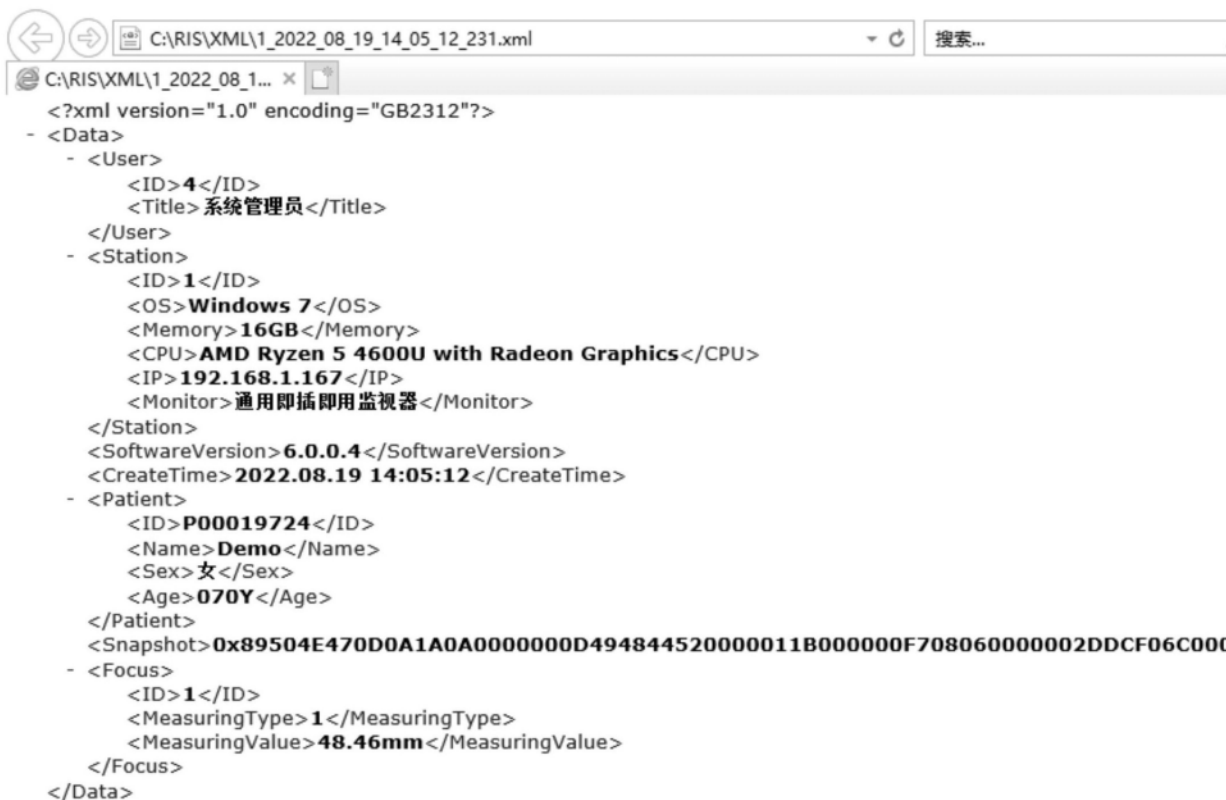 C:\RIS\XML\1_2022_08_19_14_05_12_231.xml
搜索...
C:\RIS\XML\1_2022_08_1...
<?xml version="1.0" encoding="GB2312"?>
- <Data>
- <User>
<ID>4</ID>
<Title>系统管理员</Title>
</User>
- <Station>
<ID>1</ID>
<OS>Windows 7</OS>
<Memory>16GB</Memory>
<CPU>AMD Ryzen 5 4600U with Radeon Graphics</CPU>
<IP>192.168.1.167</IP>
<Monitor>通用即插即用监视器</Monitor>
</Station>
<SoftwareVersion>6.0.0.4</SoftwareVersion>
<CreateTime>2022.08.19 14:05:12</CreateTime>
- <Patient>
<ID>P00019724</ID>
<Name>Demo</Name>
<Sex>女</Sex>
<Age>070Y</Age>
</Patient>
<Snapshot>0x89504E470D0A1A0A0000000D494844520000011B000000F708060000002DDCF06C000
- <Focus>
<ID>1</ID>
<MeasuringType>1</MeasuringType>
<MeasuringValue>48.46mm</MeasuringValue>
</Focus>
</Data>